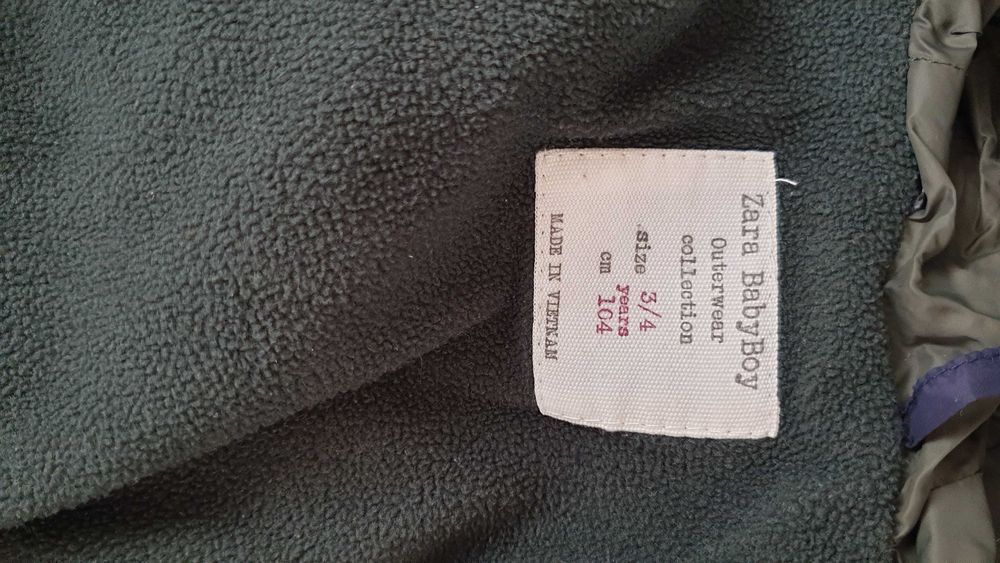 Zara BabyBoy
Outerwear
collection
size 3/4
years
cm 104
MADE IN VIETNAM